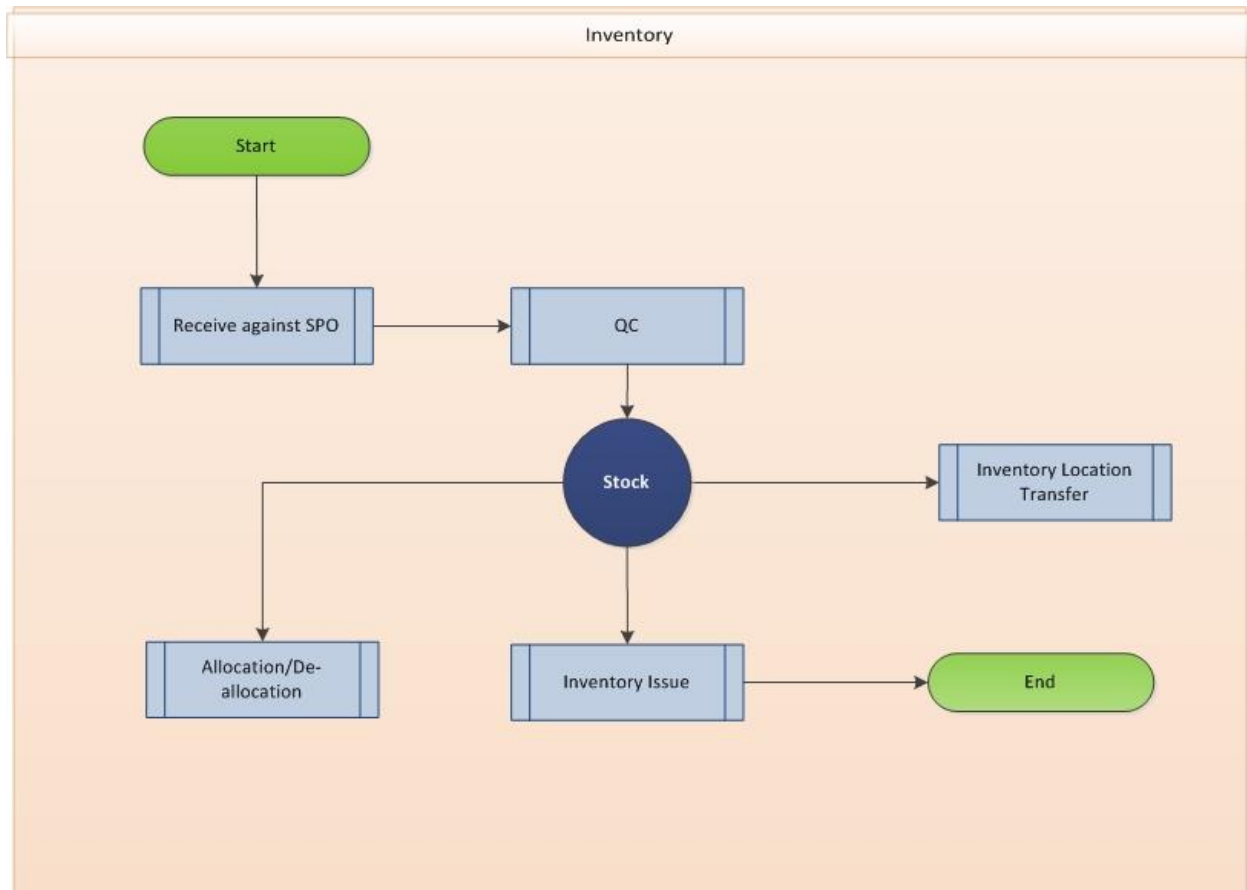 Inventory
Start
Receive against SPO
QC
Stock
Inventory Location
Transfer
Allocation/De-
allocation
Inventory Issue
End